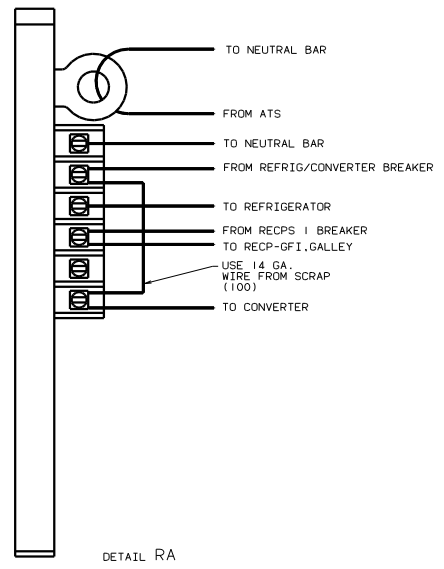 TO NEUTRAL BAR
FROM ATS
TO NEUTRAL BAR
FROM REFRIG/CONVERTER BREAKER
TO REFRIGERATOR
FROM RECPS 1 BREAKER
TO RECP-GFI,GALLEY
USE 14 GA.
WIRE FROM SCRAP
(100)
TO CONVERTER
DETAIL RA